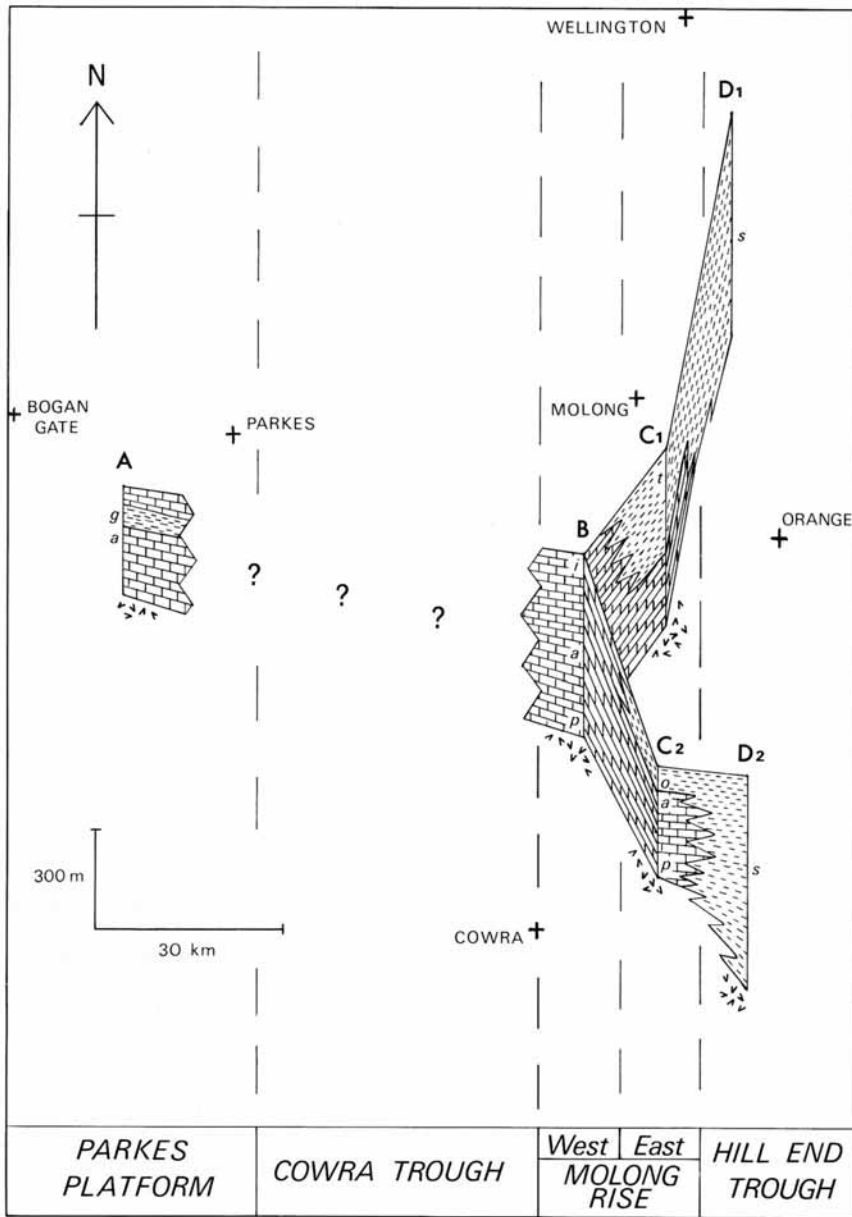 WELLINGTON
N
D1
s
BOGAN
GATE
PARKES
MOLONG
C1
A
t
g
a
ORANGE
B
i
?
?
?
a
p
C2
D2
o
a
300 m
p
s
30 km
COWRA
PARKES
PLATFORM
COWRA TROUGH
West East
MOLONG
RISE
HILL END
TROUGH